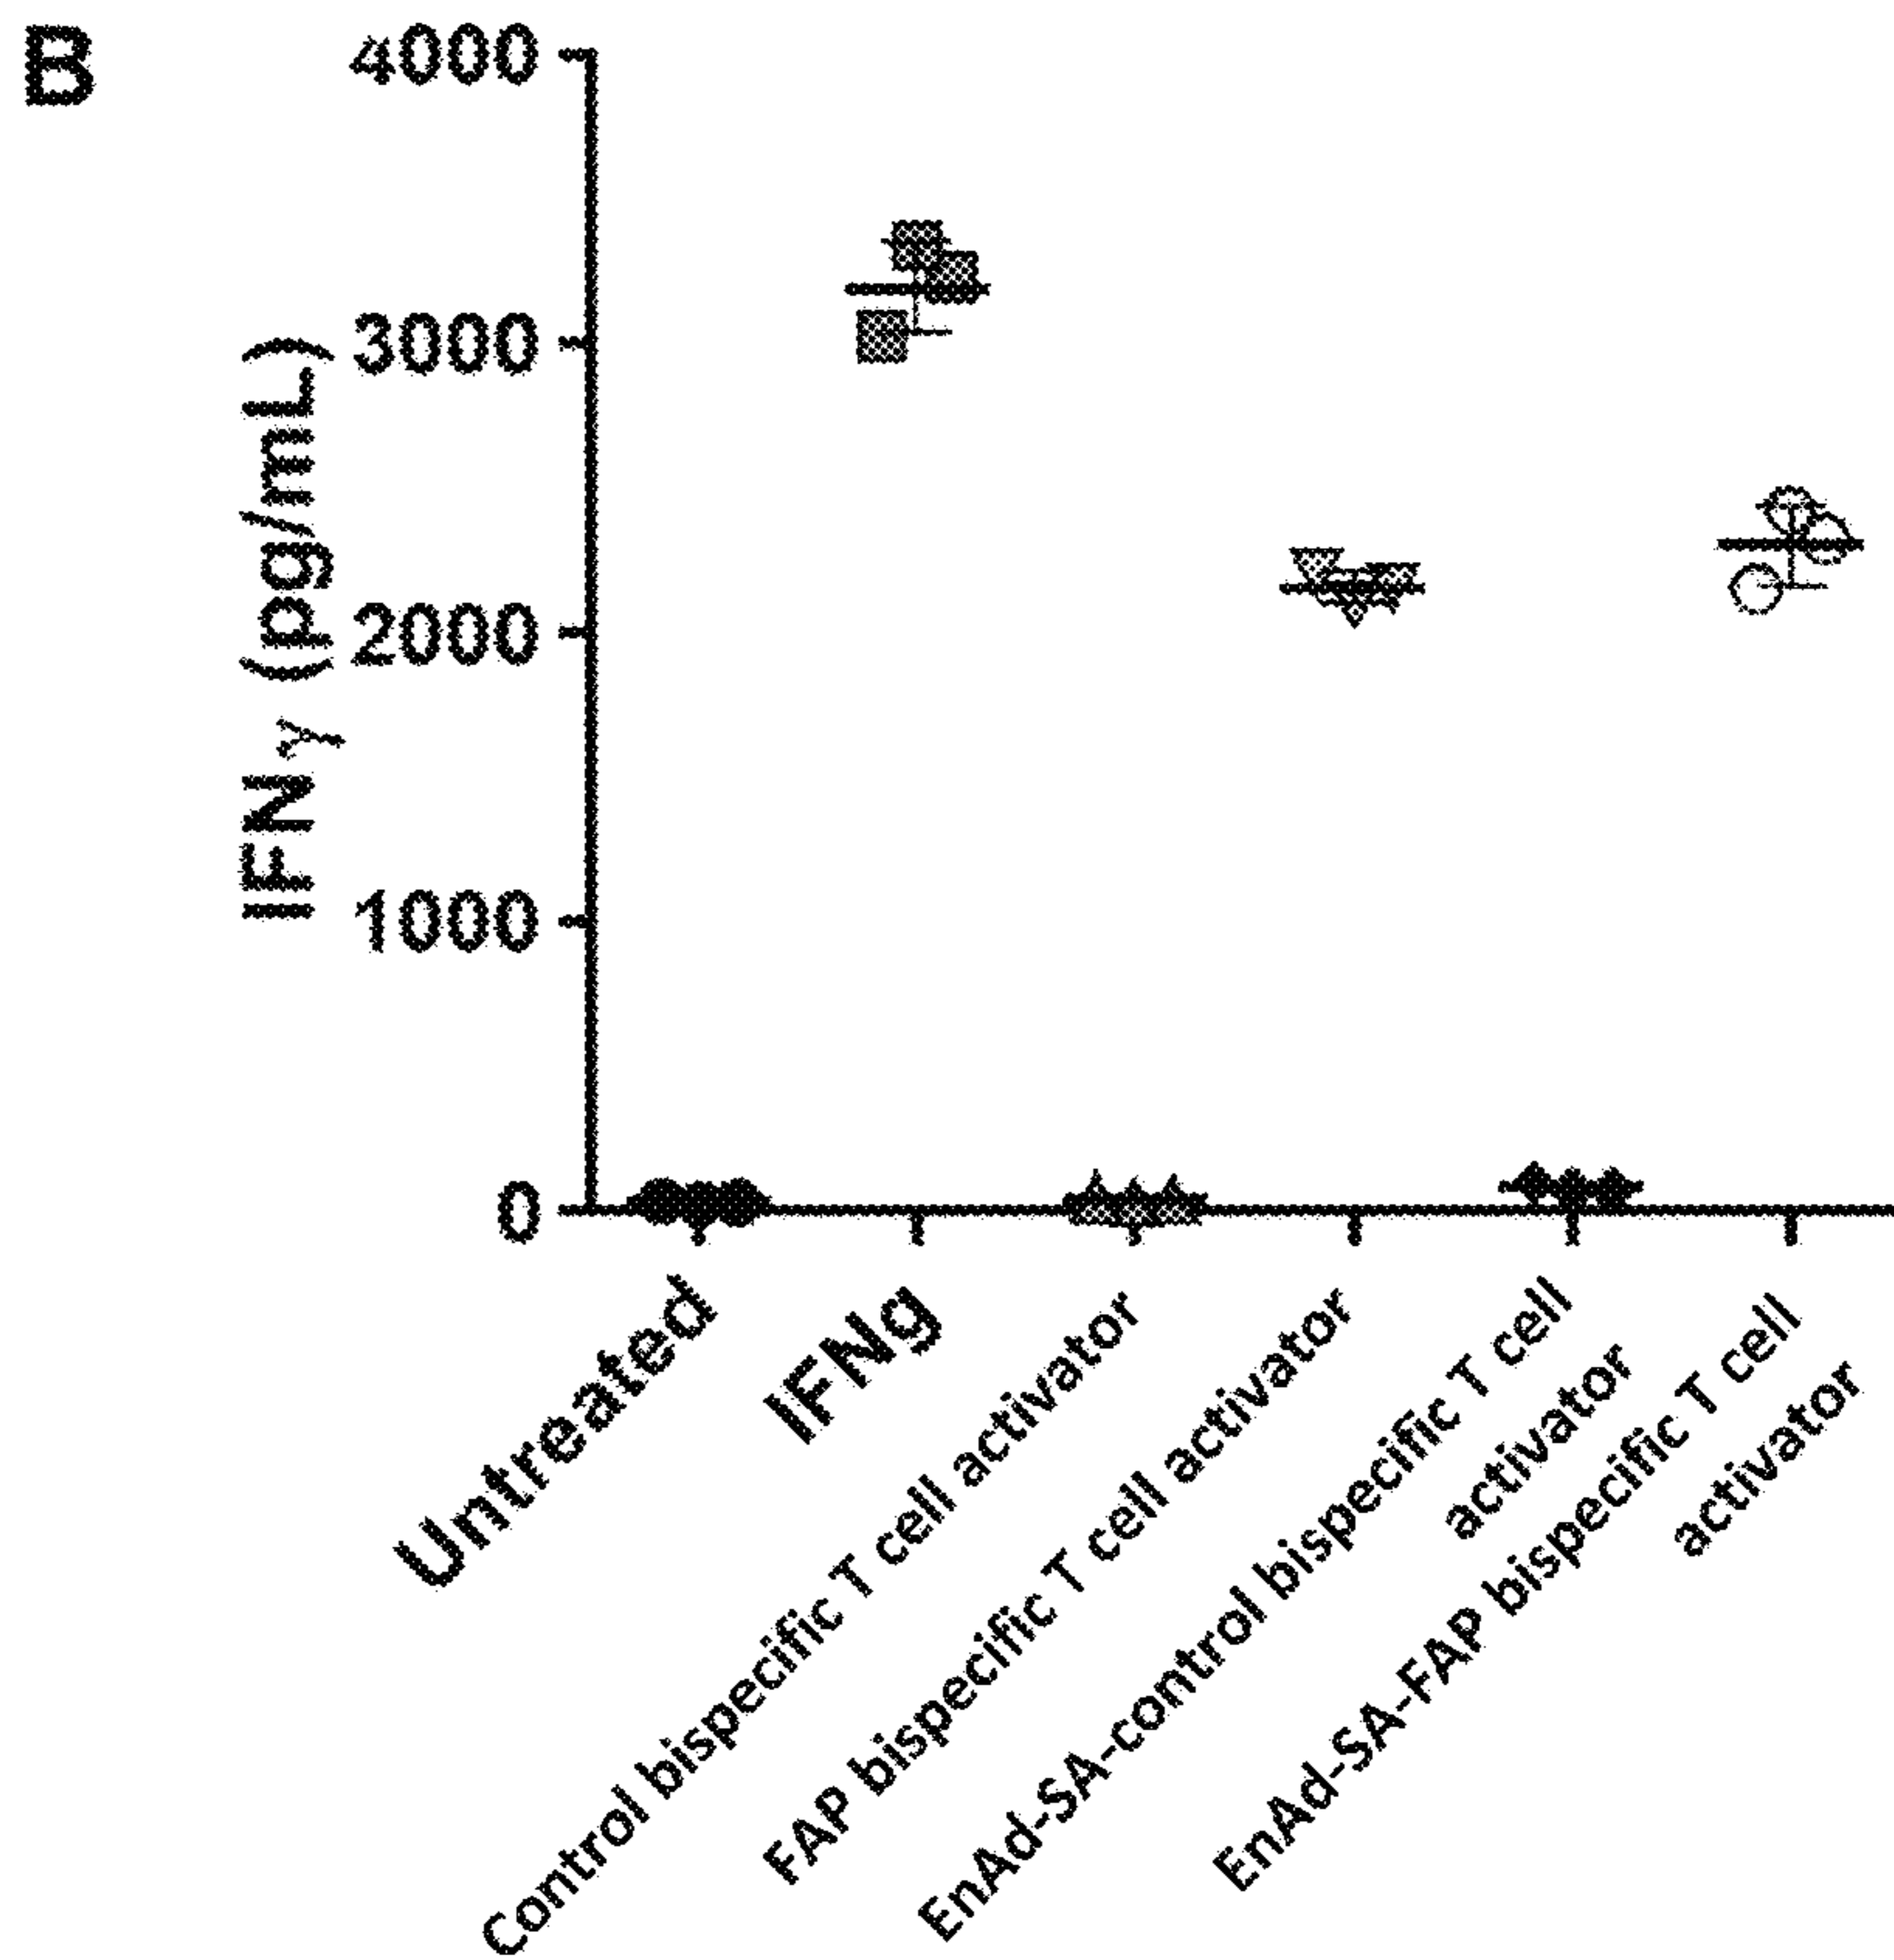 B
4000
3000
2000
1000
0
IFNγ (pg/mL)
Untreated
IFNg
Control bispecific T cell activator
FAP bispecific T cell activator
EnAd-SA-control bispecific T cell
activator
EnAd-SA-FAP bispecific T cell
activator